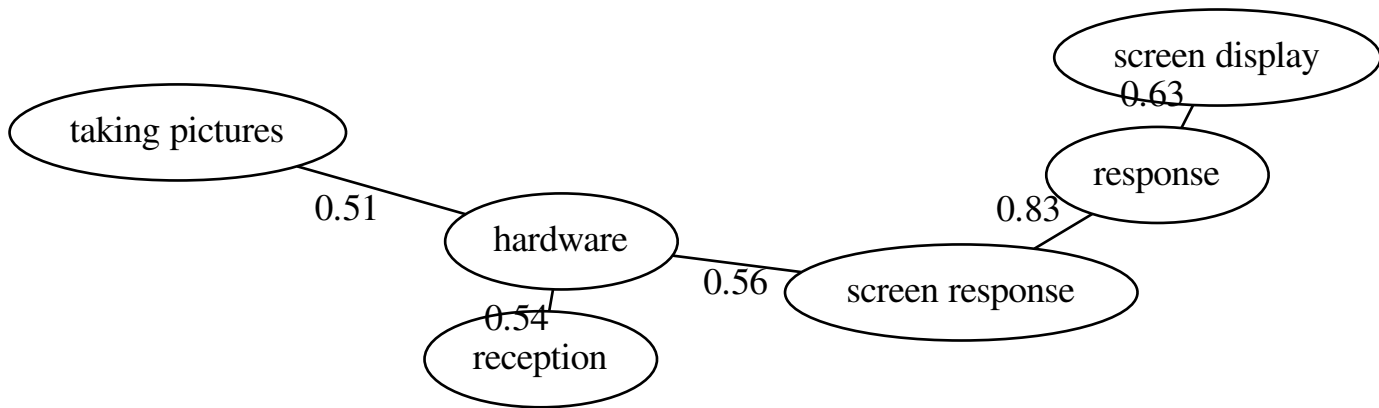 screen display
0.63
taking pictures
response
0.51
0.83
hardware
0.56
screen response
0.54
reception